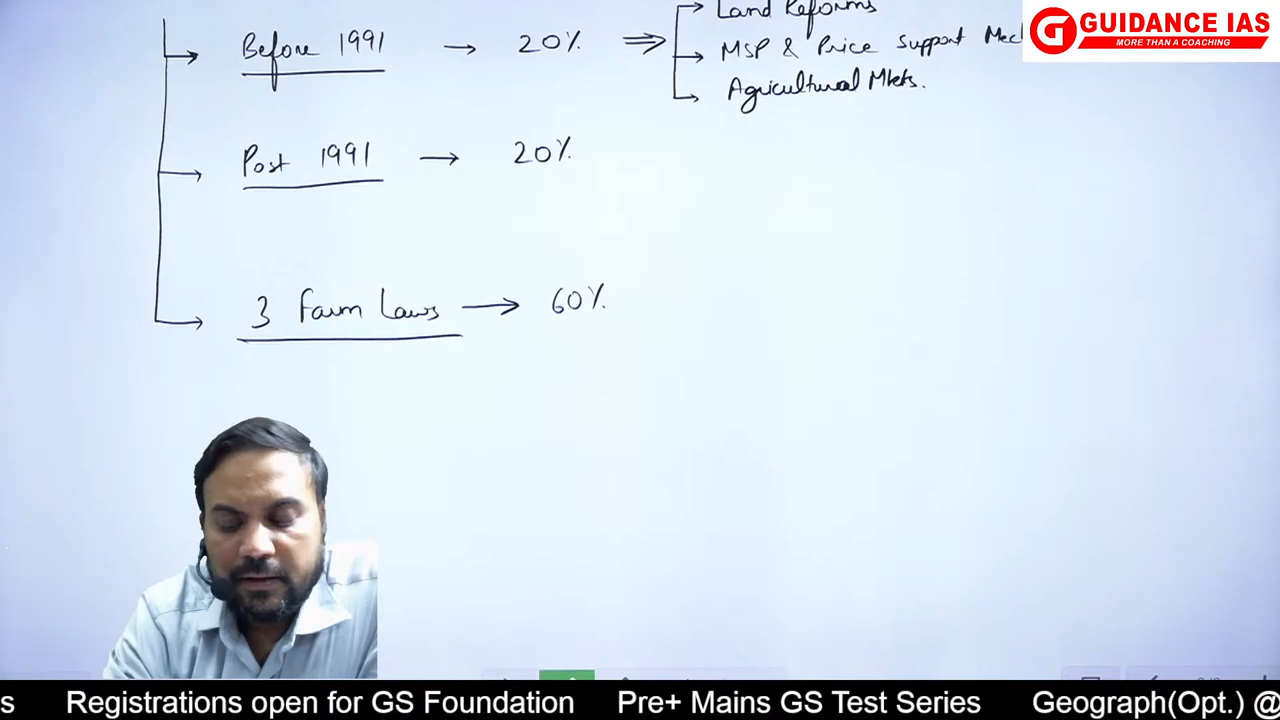 Land Reforms
Before 1991 → 20% ⇒ MSP & Price Support Mec
Agricultural Mkts.
Post 1991 → 20%
3 Farm Laws → 60%
GUIDANCE IAS
MORE THAN A COACHING
s Registrations open for GS Foundation Pre+ Mains GS Test Series Geograph(Opt.) @